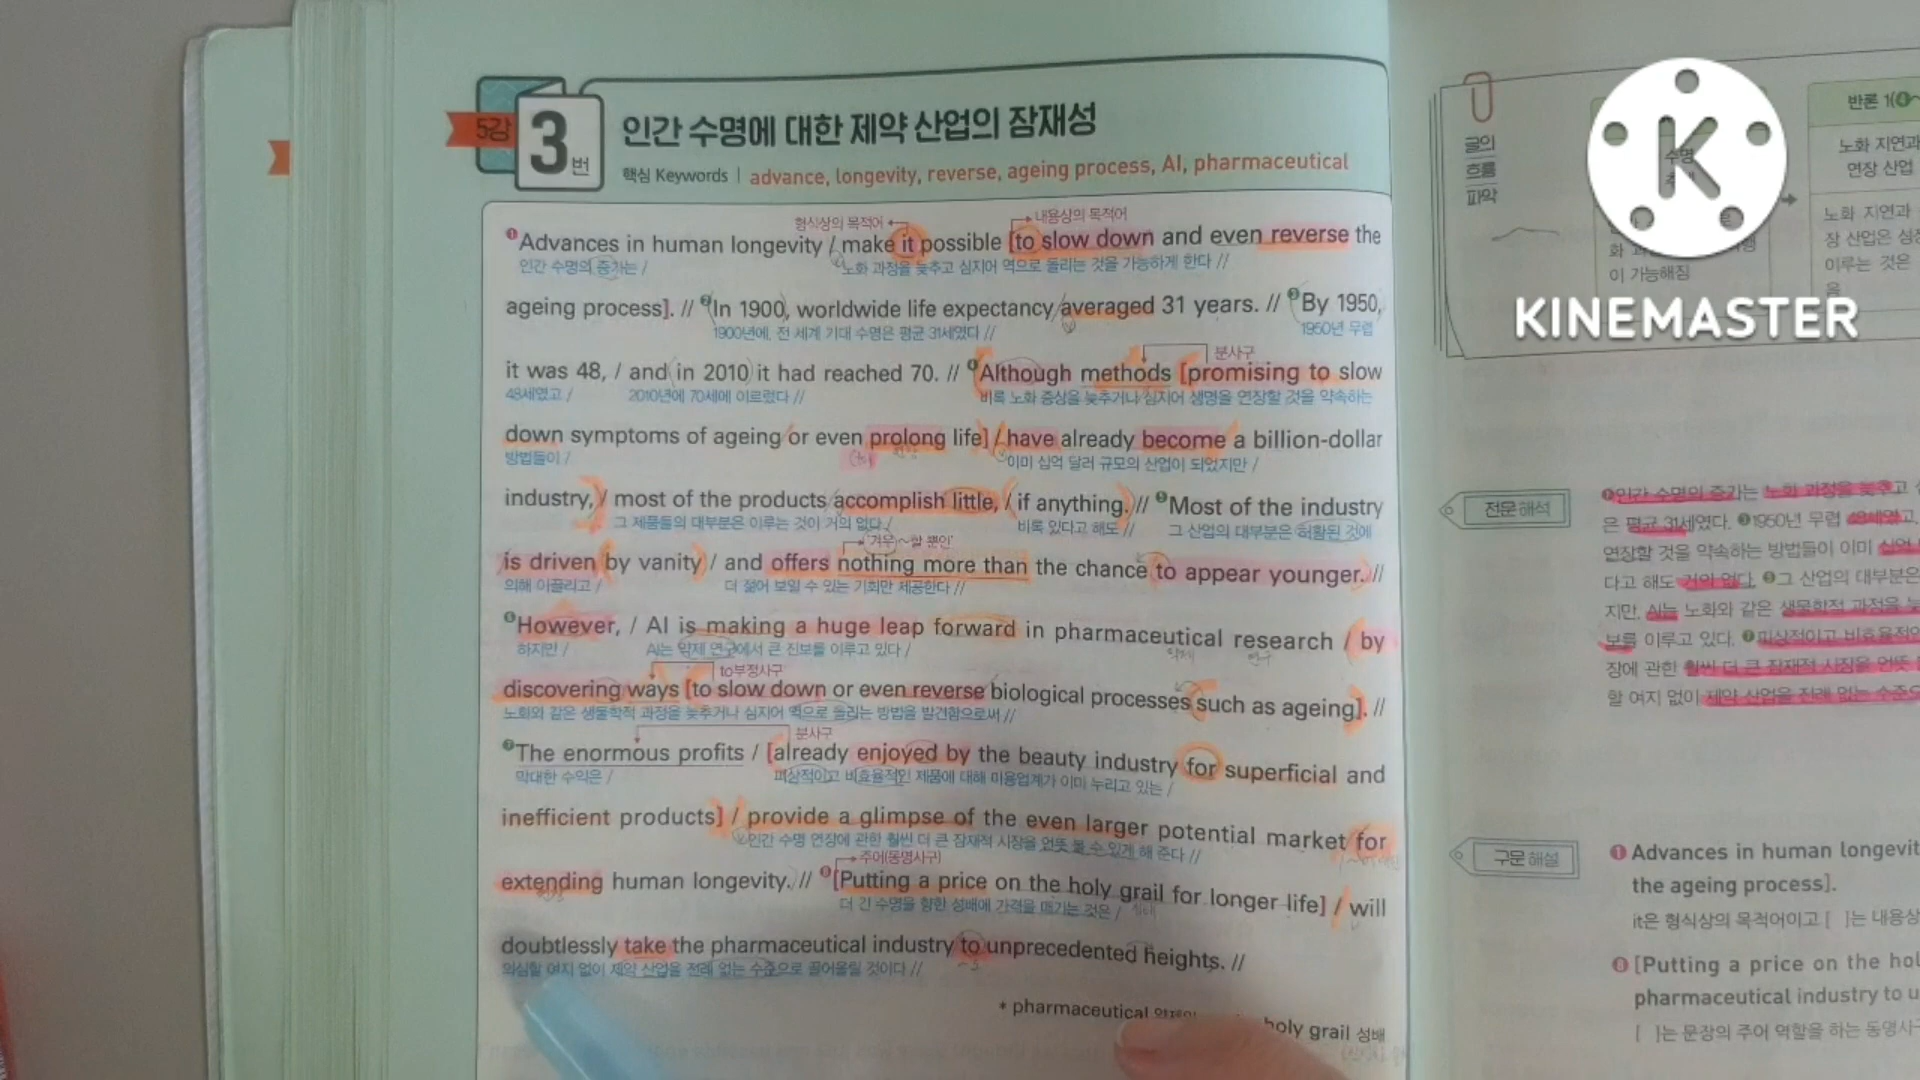 5강
3번
인간 수명에 대한 제약 산업의 잠재성
핵심 Keywords | advance, longevity, reverse, ageing process, AI, pharmaceutical
형식상의 목적어 내용상의 목적어
❶Advances in human longevity / make it possible [to slow down and even reverse the
인간 수명의 증가는 / 노화 과정을 늦추고 심지어 역으로 돌리는 것을 가능하게 한다 //
ageing process]. // ❷In 1900, worldwide life expectancy averaged 31 years. // ❸By 1950,
1900년에, 전 세계 기대 수명은 평균 31세였다 // 1950년 무렵
분사구
it was 48, / and in 2010 it had reached 70. // ❹Although methods [promising to slow
48세였고 / 2010년에 70세에 이르렀다 // 비록 노화 증상을 늦추거나 심지어 생명을 연장할 것을 약속하는
down symptoms of ageing or even prolong life] / have already become a billion-dollar
방법들이 / 이미 십억 달러 규모의 산업이 되었지만 /
industry, / most of the products accomplish little, / if anything. // ❺Most of the industry
그 제품들의 대부분은 이루는 것이 거의 없다 / 비록 있다고 해도 // 그 산업의 대부분은 허황된 것에
'겨우 ~할 뿐인'
is driven by vanity / and offers nothing more than the chance to appear younger. //
의해 이끌리고 / 더 젊어 보일 수 있는 기회만 제공한다 //
❻However, / AI is making a huge leap forward in pharmaceutical research / by
하지만 / AI는 약제 연구에서 큰 진보를 이루고 있다 /
to부정사구
discovering ways [to slow down or even reverse biological processes such as ageing]. //
노화와 같은 생물학적 과정을 늦추거나 심지어 역으로 돌리는 방법을 발견함으로써 //
분사구
❼The enormous profits / [already enjoyed by the beauty industry for superficial and
막대한 수익은 / 피상적이고 비효율적인 제품에 대해 미용업계가 이미 누리고 있는 /
inefficient products] / provide a glimpse of the even larger potential market for
인간 수명 연장에 관한 훨씬 더 큰 잠재적 시장을 언뜻 볼 수 있게 해 준다 //
주어(동명사구)
extending human longevity. // ❽[Putting a price on the holy grail for longer life] / will
더 긴 수명을 향한 성배에 가격을 매기는 것은 /
doubtlessly take the pharmaceutical industry to unprecedented heights. //
의심할 여지 없이 제약 산업을 전례 없는 수준으로 끌어올릴 것이다 //
* pharmaceutical holy grail 성배
글의
흐름
파악
이 가능해짐
반론 1
노화 지연과
연장 산업
노화 지연과
장 산업은 성장
이루는 것은
음
KINEMASTER
전문 해석
❶인간 수명의 증가는 노화 과정을 늦추고
은 평균 31세였다. ❸1950년 무렵 48세였고,
연장할 것을 약속하는 방법들이 이미 십억
다고 해도 거의 없다. ❺그 산업의 대부분은
지만, AI는 노화와 같은 생물학적 과정을
보를 이루고 있다. ❼피상적이고 비효율적인
장에 관한 훨씬 더 큰 잠재적 시장을 언뜻
할 여지 없이 제약 산업을 전례 없는 수준으
구문 해설
❶ Advances in human longevit
the ageing process].
it은 형식상의 목적어이고 [ ]는 내용상
❽ [Putting a price on the hol
pharmaceutical industry to u
[ ]는 문장의 주어 역할을 하는 동명사구